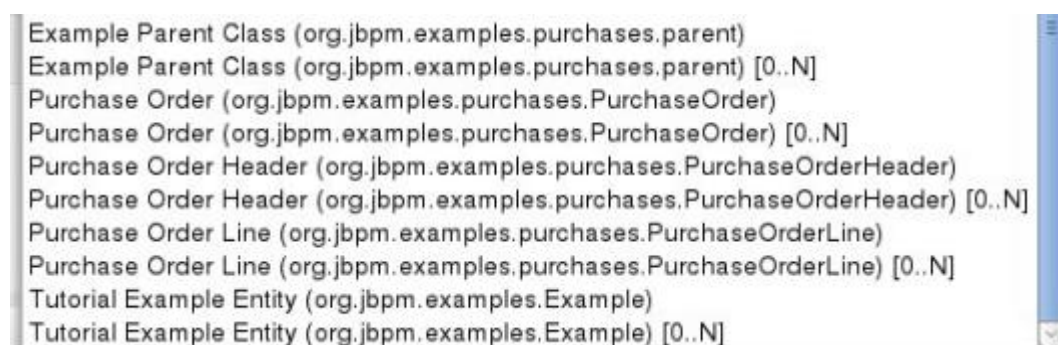 Example Parent Class (org.jbpm.examples.purchases.parent)
Example Parent Class (org.jbpm.examples.purchases.parent) [0..N]
Purchase Order (org.jbpm.examples.purchases.PurchaseOrder)
Purchase Order (org.jbpm.examples.purchases.PurchaseOrder) [0..N]
Purchase Order Header (org.jbpm.examples.purchases.PurchaseOrderHeader)
Purchase Order Header (org.jbpm.examples.purchases.PurchaseOrderHeader) [0..N]
Purchase Order Line (org.jbpm.examples.purchases.PurchaseOrderLine)
Purchase Order Line (org.jbpm.examples.purchases.PurchaseOrderLine) [0..N]
Tutorial Example Entity (org.jbpm.examples.Example)
Tutorial Example Entity (org.jbpm.examples.Example) [0..N]